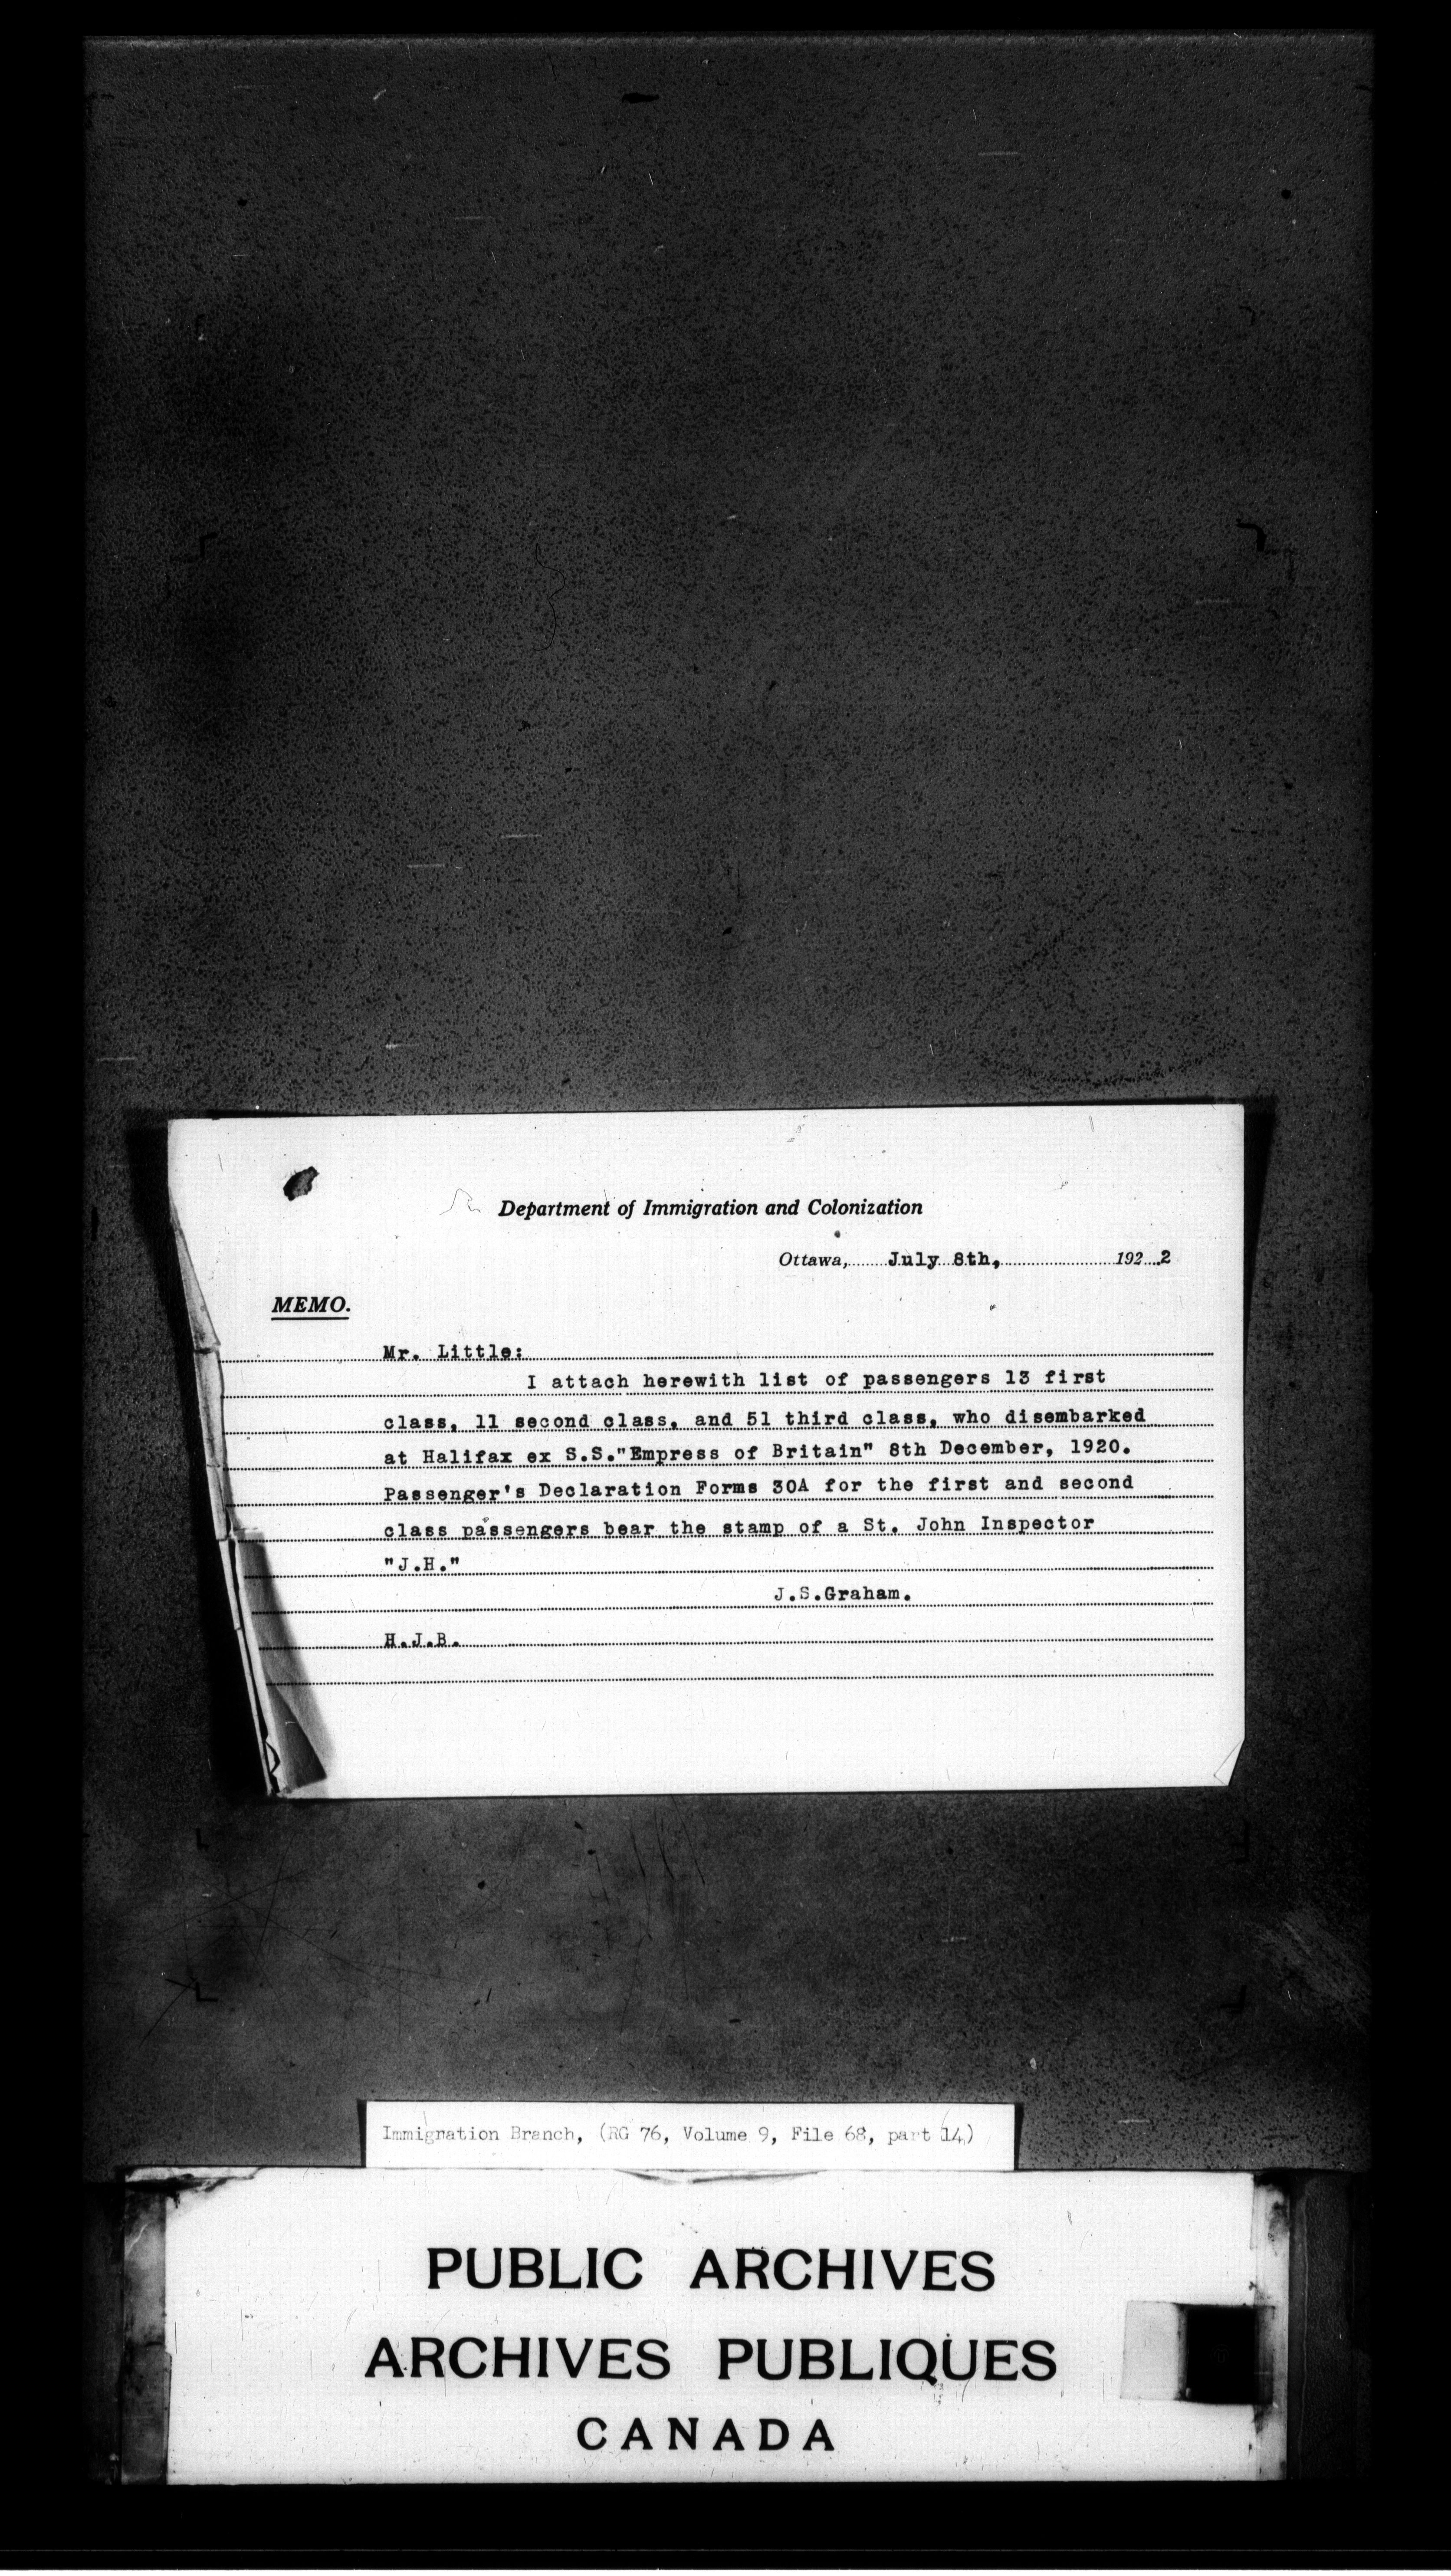 Department of Immigration and Colonization
Ottawa, July 8th, 192 2
MEMO.
Mr. Little:
I attach herewith list of passengers 13 first
class, 11 second class, and 51 third class, who disembarked
at Halifax ex S.S."Empress of Britain" 8th December, 1920.
Passenger's Declaration Forms 30A for the first and second
class passengers bear the stamp of a St. John Inspector
"J.H."
J.S.Graham.
H.J.B.
Immigration Branch, (RG 76, Volume 9, File 68, part 14)
PUBLIC ARCHIVES
ARCHIVES PUBLIQUES
CANADA